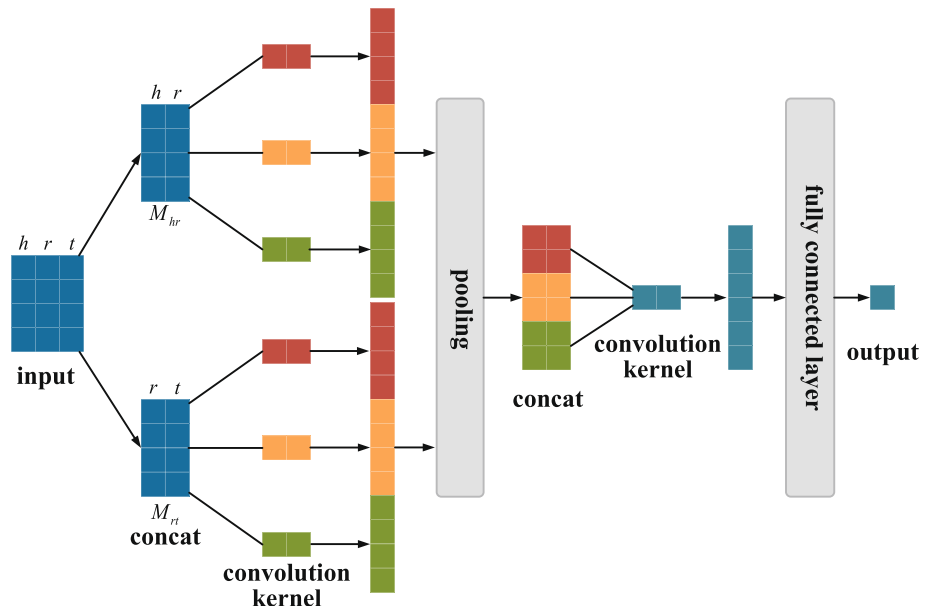 h r
M_hr
h r t
input
r t
M_rt
concat
convolution
kernel
pooling
concat
convolution
kernel
fully connected layer
output